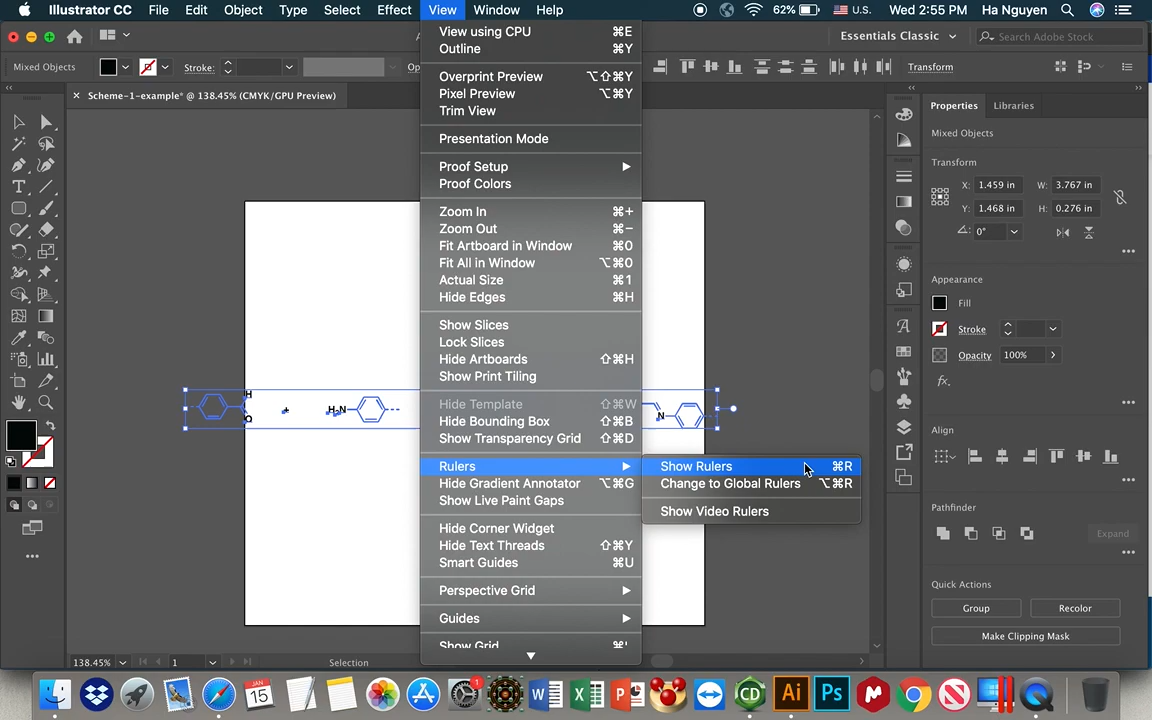 Illustrator CC File Edit Object Type Select Effect View Window Help 62% U.S. Wed 2:55 PM Ha Nguyen
Essentials Classic Search Adobe Stock
Mixed Objects Stroke: Transform
Scheme-1-example* @ 138.45% (CMYK/GPU Preview)
View using CPU ⌘E
Outline ⌘Y
Overprint Preview ⌥⇧⌘Y
Pixel Preview ⌥⌘Y
Trim View
Presentation Mode
Proof Setup
Proof Colors
Zoom In ⌘+
Zoom Out ⌘−
Fit Artboard in Window ⌘0
Fit All in Window ⌥⌘0
Actual Size ⌘1
Hide Edges ⌘H
Show Slices
Lock Slices
Hide Artboards ⇧⌘H
Show Print Tiling
Hide Template ⇧⌘W
Hide Bounding Box ⇧⌘B
Show Transparency Grid ⇧⌘D
Rulers
Hide Gradient Annotator ⌥⌘G
Show Live Paint Gaps
Hide Corner Widget
Hide Text Threads ⇧⌘Y
Smart Guides ⌘U
Perspective Grid
Guides
Show Grid
Show Rulers ⌘R
Change to Global Rulers ⌥⌘R
Show Video Rulers
H
O
+
H₂N
N
Properties Libraries
Mixed Objects
Transform
X: 1.459 in W: 3.767 in
Y: 1.468 in H: 0.276 in
0°
Appearance
Fill
Stroke
Opacity 100%
fx.
Align
Pathfinder
Expand
Quick Actions
Group Recolor
Make Clipping Mask
138.45% 1 Selection
JAN
15
1
W X P CD Ai Ps